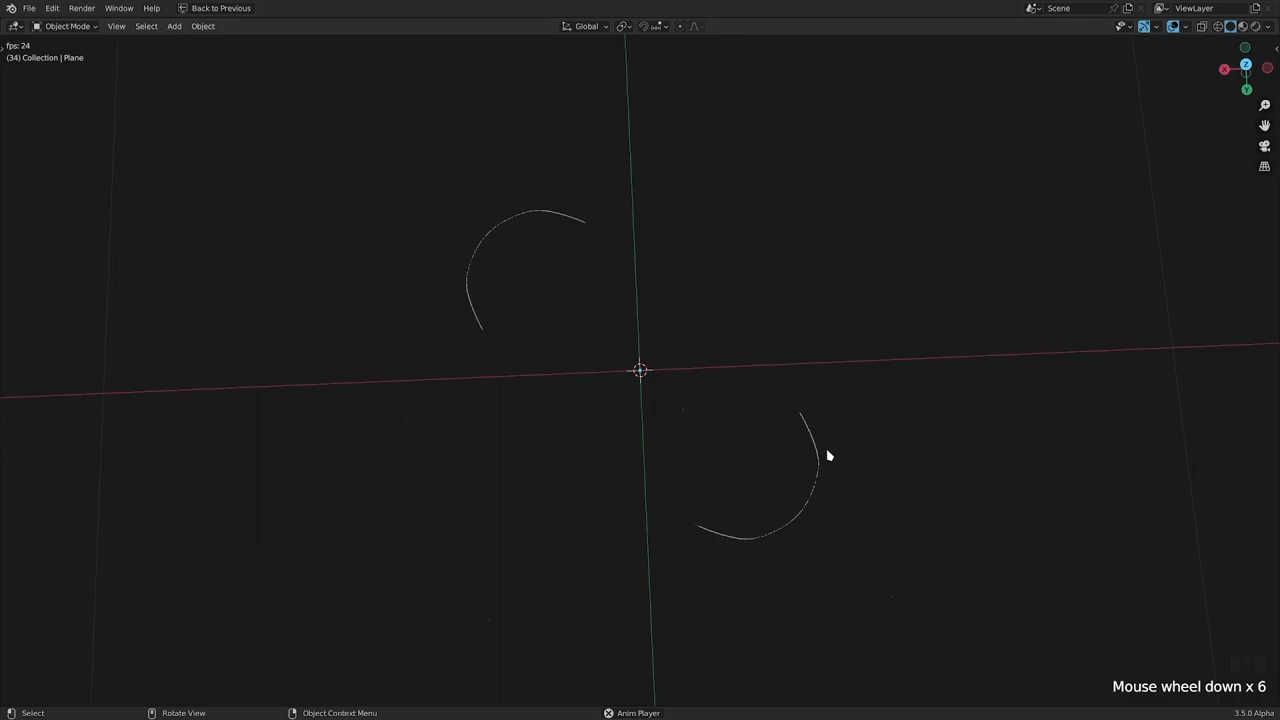 File Edit Render Window Help Back to Previous Scene ViewLayer
Object Mode View Select Add Object Global
fps: 24
(34) Collection | Plane
Z
X
Y
Mouse wheel down x 6
Select Rotate View Object Context Menu Anim Player 3.5.0 Alpha